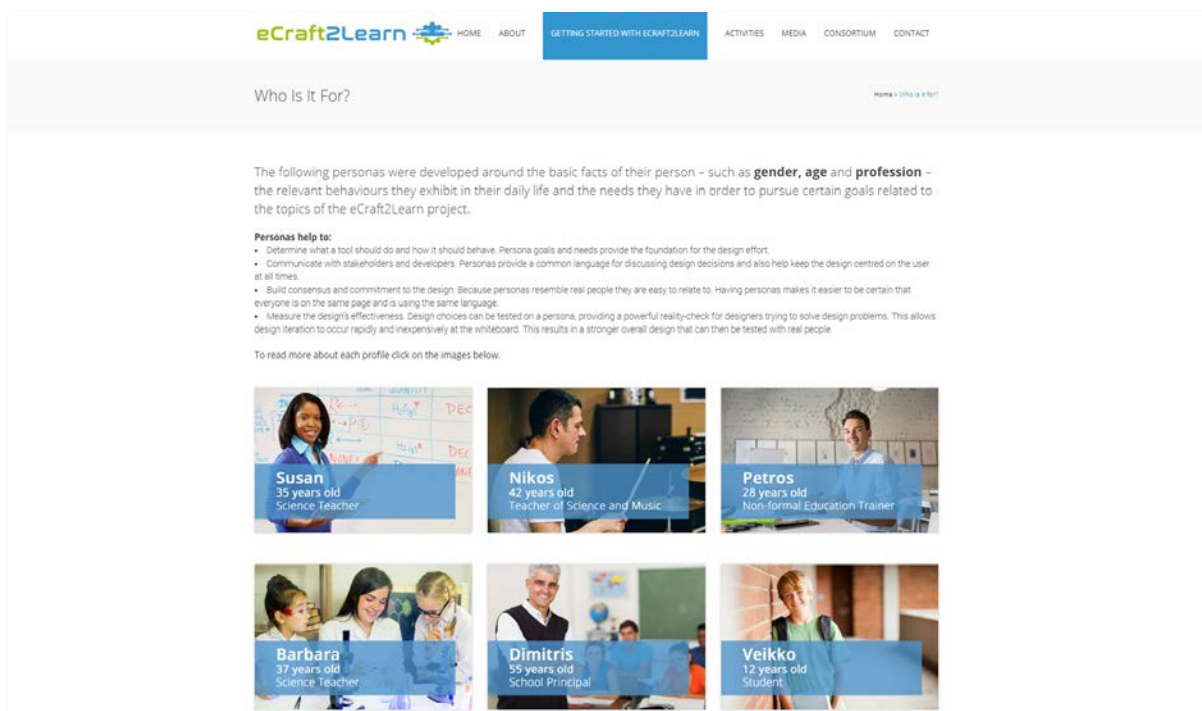 eCraft2Learn HOME ABOUT GETTING STARTED WITH ECRAFT2LEARN ACTIVITIES MEDIA CONSORTIUM CONTACT
Who Is It For?
Home » Who is it for?
The following personas were developed around the basic facts of their person – such as gender, age and profession –
the relevant behaviours they exhibit in their daily life and the needs they have in order to pursue certain goals related to
the topics of the eCraft2Learn project.
Personas help to:
• Determine what a tool should do and how it should behave. Persona goals and needs provide the foundation for the design effort.
• Communicate with stakeholders and developers. Personas provide a common language for discussing design decisions and also help keep the design centred on the user
at all times.
• Build consensus and commitment to the design. Because personas resemble real people they are easy to relate to. Having personas makes it easier to be certain that
everyone is on the same page and is using the same language.
• Measure the design's effectiveness. Design choices can be tested on a persona, providing a powerful reality-check for designers trying to solve design problems. This allows
design iteration to occur rapidly and inexpensively at the whiteboard. This results in a stronger overall design that can then be tested with real people.
To read more about each profile click on the images below.
QUANTITY
DEC
DEC
Susan
35 years old
Science Teacher
Nikos
42 years old
Teacher of Science and Music
Petros
28 years old
Non-formal Education Trainer
Barbara
37 years old
Science Teacher
Dimitris
55 years old
School Principal
Veikko
12 years old
Student